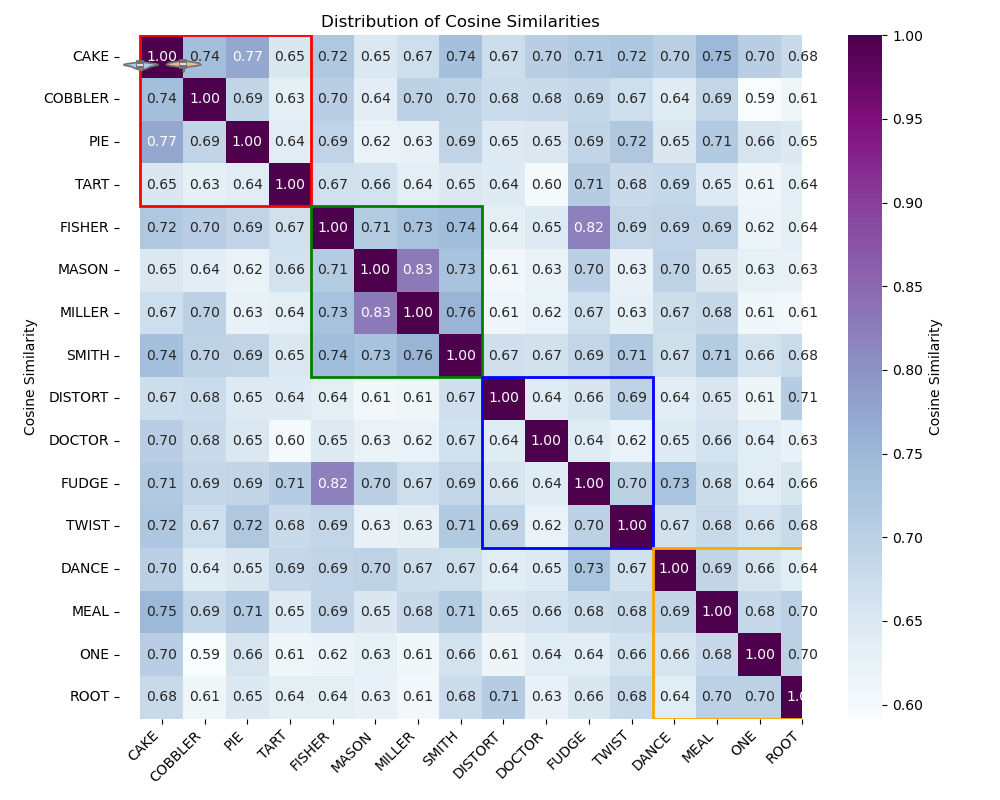 Distribution of Cosine Similarities
CAKE 1.00 0.74 0.77 0.65 0.72 0.65 0.67 0.74 0.67 0.70 0.71 0.72 0.70 0.75 0.70 0.68
COBBLER 0.74 1.00 0.69 0.63 0.70 0.64 0.70 0.70 0.68 0.68 0.69 0.67 0.64 0.69 0.59 0.61
PIE 0.77 0.69 1.00 0.64 0.69 0.62 0.63 0.69 0.65 0.65 0.69 0.72 0.65 0.71 0.66 0.65
TART 0.65 0.63 0.64 1.00 0.67 0.66 0.64 0.65 0.64 0.60 0.71 0.68 0.69 0.65 0.61 0.64
FISHER 0.72 0.70 0.69 0.67 1.00 0.71 0.73 0.74 0.64 0.65 0.82 0.69 0.69 0.69 0.62 0.64
MASON 0.65 0.64 0.62 0.66 0.71 1.00 0.83 0.73 0.61 0.63 0.70 0.63 0.70 0.65 0.63 0.63
MILLER 0.67 0.70 0.63 0.64 0.73 0.83 1.00 0.76 0.61 0.62 0.67 0.63 0.67 0.68 0.61 0.61
SMITH 0.74 0.70 0.69 0.65 0.74 0.73 0.76 1.00 0.67 0.67 0.69 0.71 0.67 0.71 0.66 0.68
DISTORT 0.67 0.68 0.65 0.64 0.64 0.61 0.61 0.67 1.00 0.64 0.66 0.69 0.64 0.65 0.61 0.71
DOCTOR 0.70 0.68 0.65 0.60 0.65 0.63 0.62 0.67 0.64 1.00 0.64 0.62 0.65 0.66 0.64 0.63
FUDGE 0.71 0.69 0.69 0.71 0.82 0.70 0.67 0.69 0.66 0.64 1.00 0.70 0.73 0.68 0.64 0.66
TWIST 0.72 0.67 0.72 0.68 0.69 0.63 0.63 0.71 0.69 0.62 0.70 1.00 0.67 0.68 0.66 0.68
DANCE 0.70 0.64 0.65 0.69 0.69 0.70 0.67 0.67 0.64 0.65 0.73 0.67 1.00 0.69 0.66 0.64
MEAL 0.75 0.69 0.71 0.65 0.69 0.65 0.68 0.71 0.65 0.66 0.68 0.68 0.69 1.00 0.68 0.70
ONE 0.70 0.59 0.66 0.61 0.62 0.63 0.61 0.66 0.61 0.64 0.64 0.66 0.66 0.68 1.00 0.70
ROOT 0.68 0.61 0.65 0.64 0.64 0.63 0.61 0.68 0.71 0.63 0.66 0.68 0.64 0.70 0.70
CAKE COBBLER PIE TART FISHER MASON MILLER SMITH DISTORT DOCTOR FUDGE TWIST DANCE MEAL ONE ROOT
Cosine Similarity
1.00
0.95
0.90
0.85
0.80
0.75
0.70
0.65
0.60
Cosine Similarity